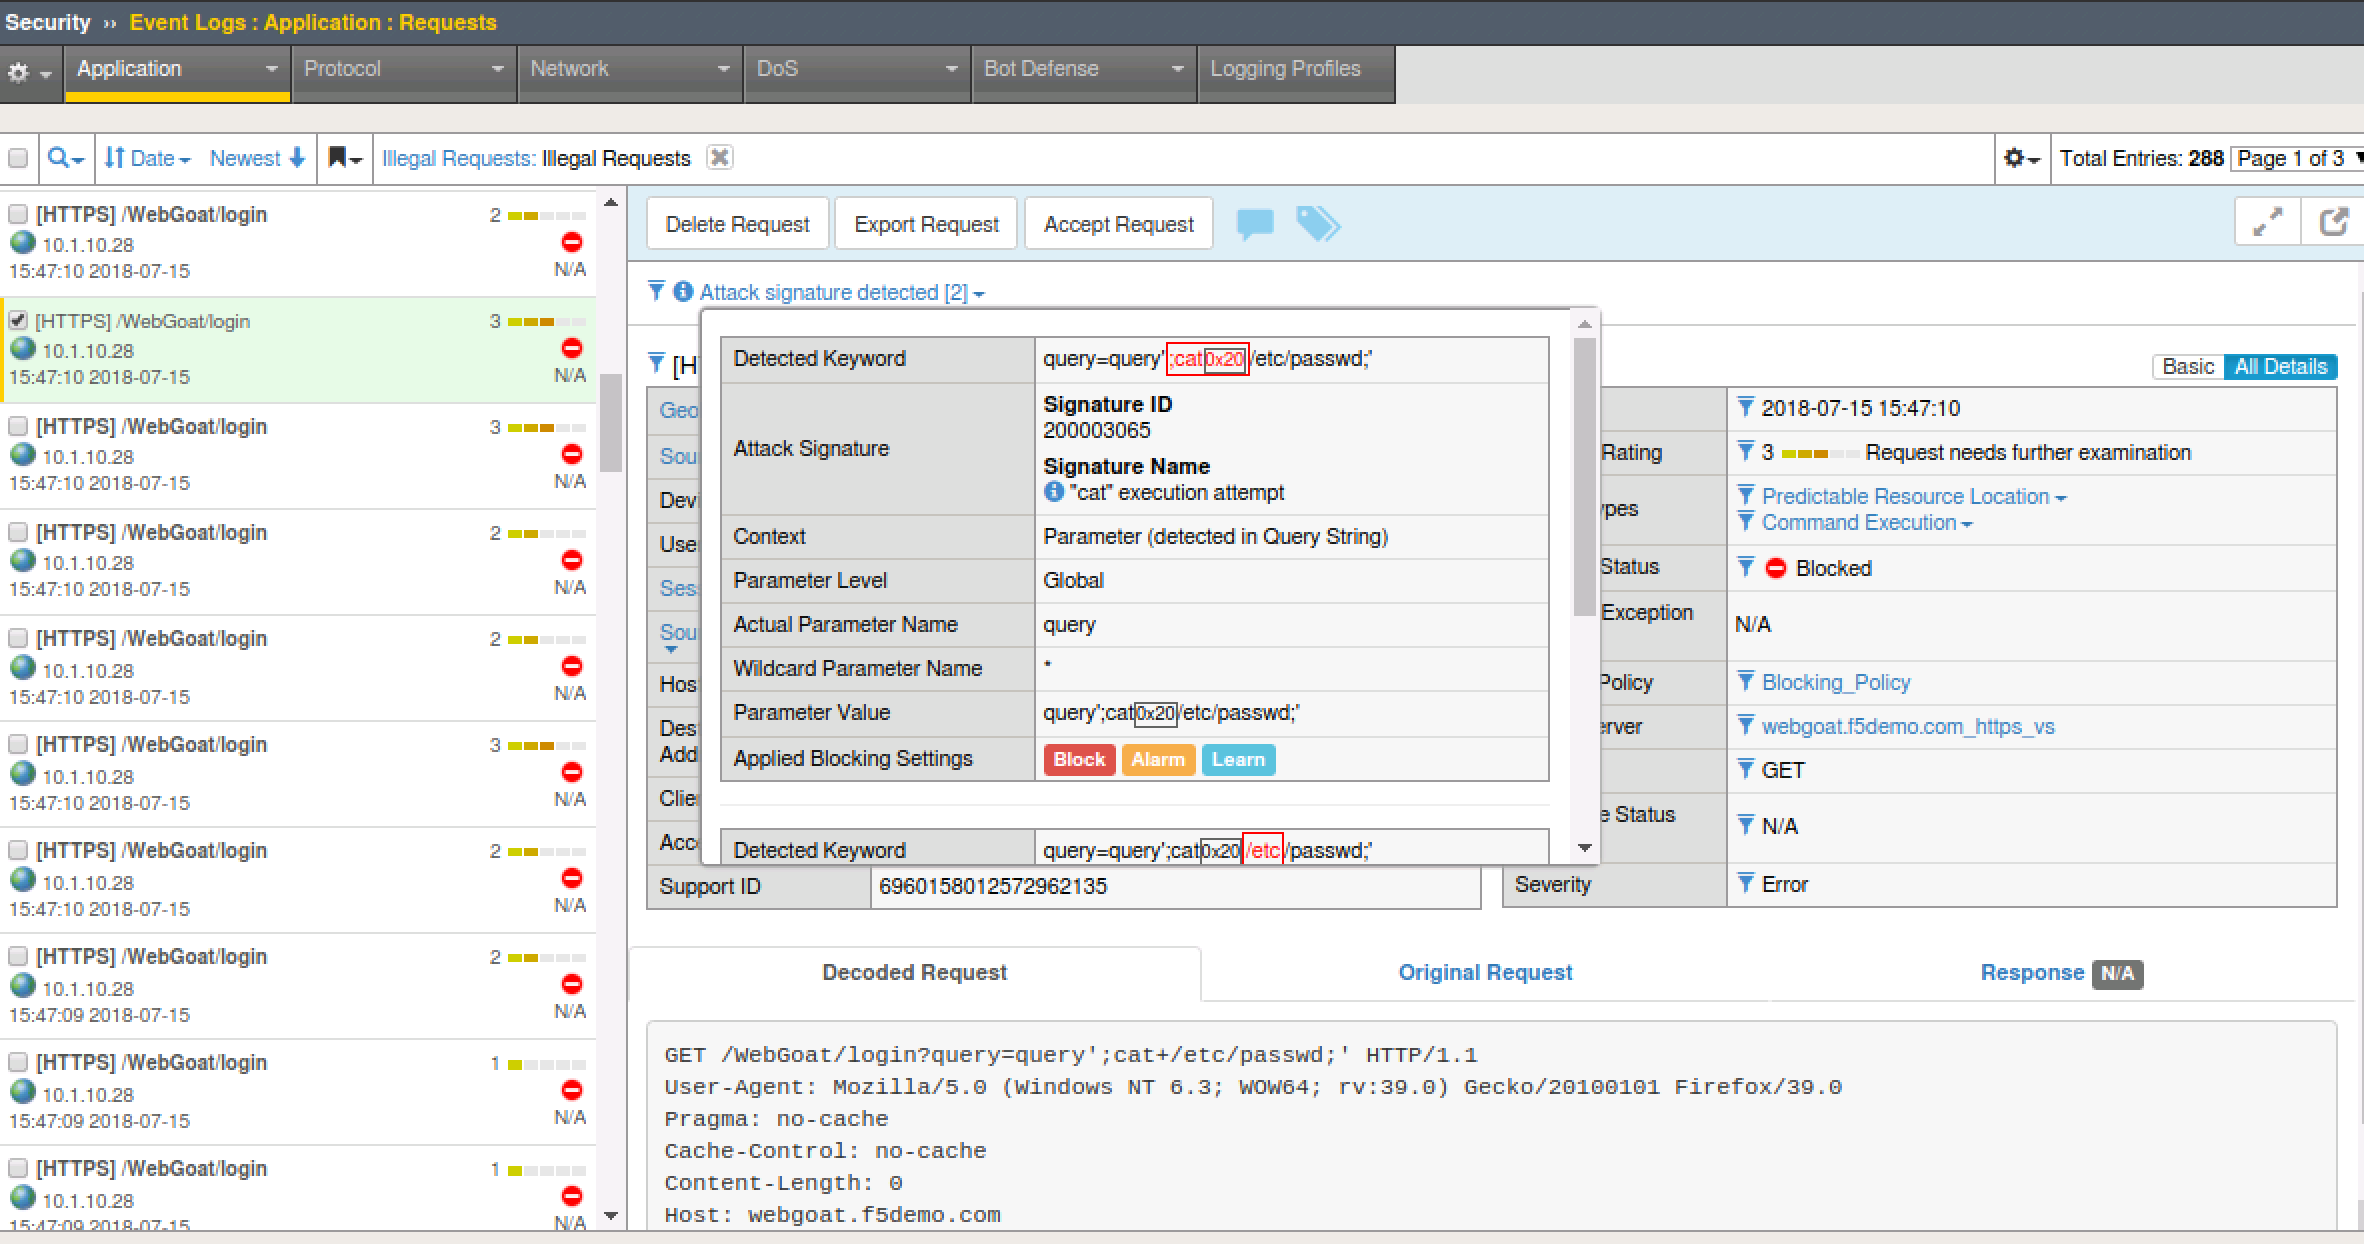 Security ›› Event Logs : Application : Requests
Application Protocol Network DoS Bot Defense Logging Profiles
Date Newest Illegal Requests: Illegal Requests Total Entries: 288 Page 1 of 3
[HTTPS] /WebGoat/login 2
10.1.10.28
15:47:10 2018-07-15 N/A
[HTTPS] /WebGoat/login 3
10.1.10.28
15:47:10 2018-07-15 N/A
[HTTPS] /WebGoat/login 3
10.1.10.28
15:47:10 2018-07-15 N/A
[HTTPS] /WebGoat/login 2
10.1.10.28
15:47:10 2018-07-15 N/A
[HTTPS] /WebGoat/login 2
10.1.10.28
15:47:10 2018-07-15 N/A
[HTTPS] /WebGoat/login 3
10.1.10.28
15:47:10 2018-07-15 N/A
[HTTPS] /WebGoat/login 2
10.1.10.28
15:47:10 2018-07-15 N/A
[HTTPS] /WebGoat/login 2
10.1.10.28
15:47:09 2018-07-15 N/A
[HTTPS] /WebGoat/login 1
10.1.10.28
15:47:09 2018-07-15 N/A
[HTTPS] /WebGoat/login 1
10.1.10.28
15:47:09 2018-07-15 N/A
Delete Request Export Request Accept Request
Attack signature detected [2]
[H
Basic All Details
Geo
Sou
Devi
Use
Ses
Sou
Hos
Des
Add
Clie
Acc
Detected Keyword query=query';cat0x20/etc/passwd;'
Attack Signature
Signature ID
200003065
Signature Name
"cat" execution attempt
Context Parameter (detected in Query String)
Parameter Level Global
Actual Parameter Name query
Wildcard Parameter Name *
Parameter Value query';cat0x20/etc/passwd;'
Applied Blocking Settings Block Alarm Learn
Detected Keyword query=query';cat0x20/etc/passwd;'
2018-07-15 15:47:10
Rating 3 Request needs further examination
ypes Predictable Resource Location
Command Execution
Status Blocked
Exception N/A
Policy Blocking_Policy
erver webgoat.f5demo.com_https_vs
GET
e Status N/A
Support ID 6960158012572962135
Severity Error
Decoded Request Original Request Response N/A
GET /WebGoat/login?query=query';cat+/etc/passwd;' HTTP/1.1
User-Agent: Mozilla/5.0 (Windows NT 6.3; WOW64; rv:39.0) Gecko/20100101 Firefox/39.0
Pragma: no-cache
Cache-Control: no-cache
Content-Length: 0
Host: webgoat.f5demo.com